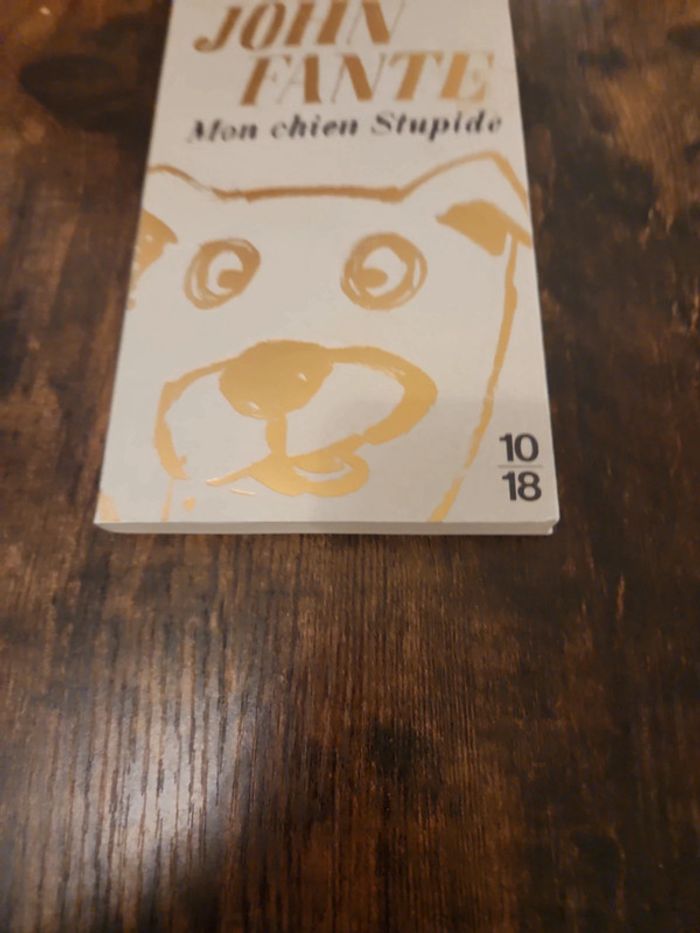 JOHN
FANTE
Mon chien Stupide
10
18